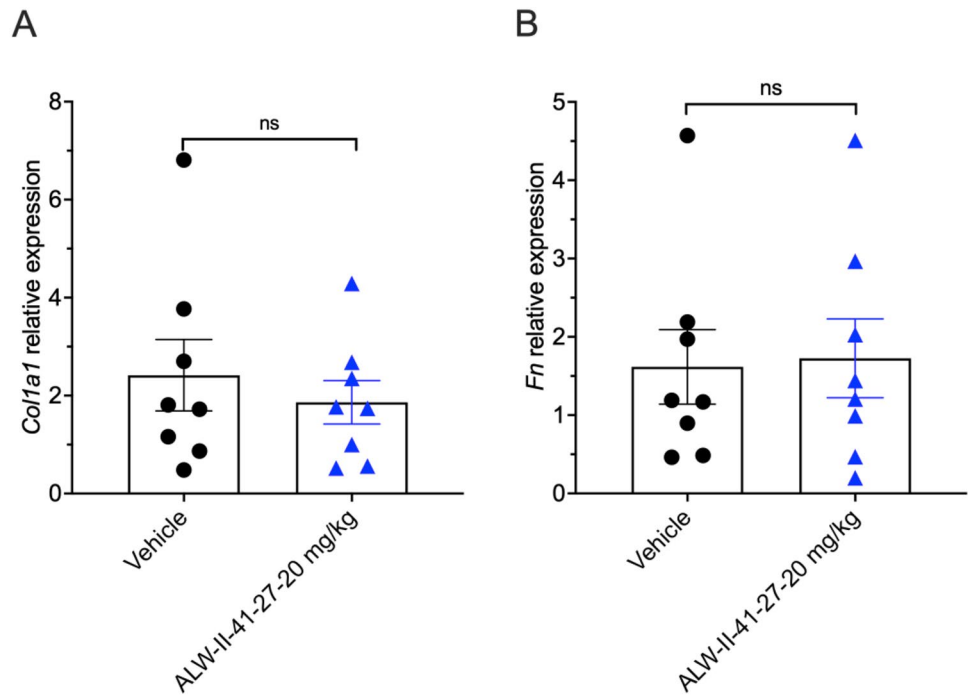 A
Col1a1 relative expression
8
6
4
2
0
ns
Vehicle
ALW-II-41-27-20 mg/kg
B
Fn relative expression
5
4
3
2
1
0
ns
Vehicle
ALW-II-41-27-20 mg/kg